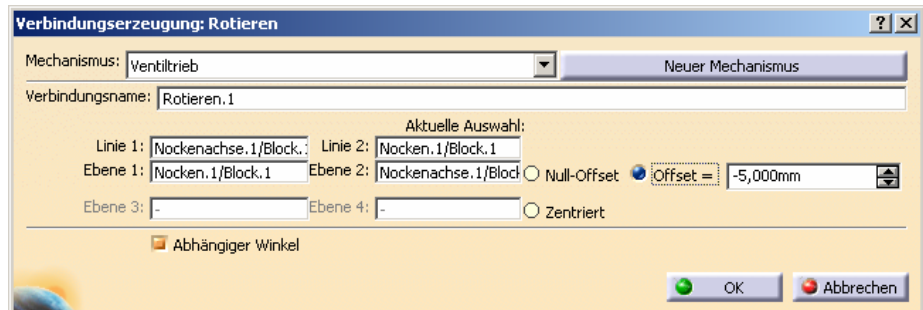 Verbindungserzeugung: Rotieren
? X
Mechanismus: Ventiltrieb Neuer Mechanismus
Verbindungsname: Rotieren.1
Aktuelle Auswahl:
Linie 1: Nockenachse.1/Block.1 Linie 2: Nocken.1/Block.1
Ebene 1: Nocken.1/Block.1 Ebene 2: Nockenachse.1/Block Null-Offset Offset = -5,000mm
Ebene 3: - Ebene 4: - Zentriert
Abhängiger Winkel
OK Abbrechen